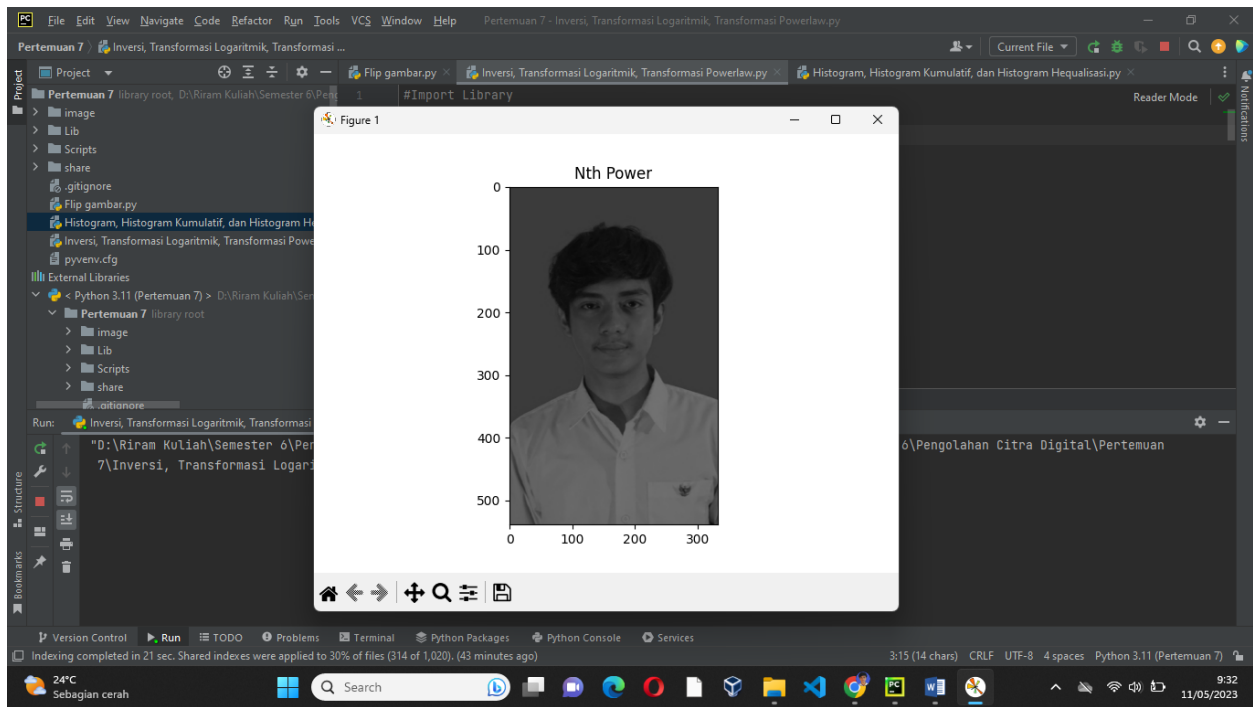 File Edit View Navigate Code Refactor Run Tools VCS Window Help Pertemuan 7 - Inversi, Transformasi Logaritmik, Transformasi Powerlaw.py
Pertemuan 7 Inversi, Transformasi Logaritmik, Transformasi ... Current File
Project Flip gambar.py Inversi, Transformasi Logaritmik, Transformasi Powerlaw.py Histogram, Histogram Kumulatif, dan Histogram Hequalisasi.py
Project
Notifications
Pertemuan 7 library root, D:\Riram Kuliah\Semester 6\Peng 1 #Import Library Reader Mode
image
Lib
Scripts
share
.gitignore
Flip gambar.py
Histogram, Histogram Kumulatif, dan Histogram H
Inversi, Transformasi Logaritmik, Transformasi Powe
pyvenv.cfg
External Libraries
< Python 3.11 (Pertemuan 7) > D:\Riram Kuliah\Ser
Pertemuan 7 library root
image
Lib
Scripts
share
.gitignore
Figure 1
Nth Power
0
100
200
300
400
500
0 100 200 300
Run: Inversi, Transformasi Logaritmik, Transformasi
"D:\Riram Kuliah\Semester 6\Per 6\Pengolahan Citra Digital\Pertemuan
7\Inversi, Transformasi Logari
Structure
Bookmarks
Version Control Run TODO Problems Terminal Python Packages Python Console Services
Indexing completed in 21 sec. Shared indexes were applied to 30% of files (314 of 1,020). (43 minutes ago) 3:15 (14 chars) CRLF UTF-8 4 spaces Python 3.11 (Pertemuan 7)
24°C
Sebagian cerah
Search
9:32
11/05/2023